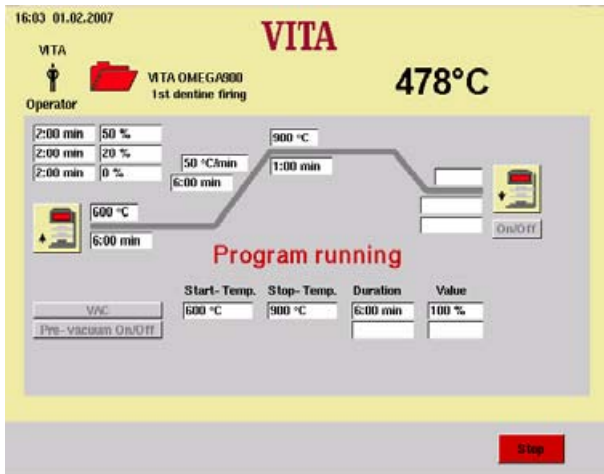 16:03 01.02.2007
VITA
VITA
Operator
VITA OMEGA900
1st dentine firing
478°C
2:00 min 50 %
2:00 min 20 %
2:00 min 0 %
50 °C/min
6:00 min
900 °C
1:00 min
600 °C
6:00 min
On/Off
Program running
Start-Temp. Stop-Temp. Duration Value
600 °C 900 °C 6:00 min 100 %
VAC
Pre-vacuum On/Off
Stop